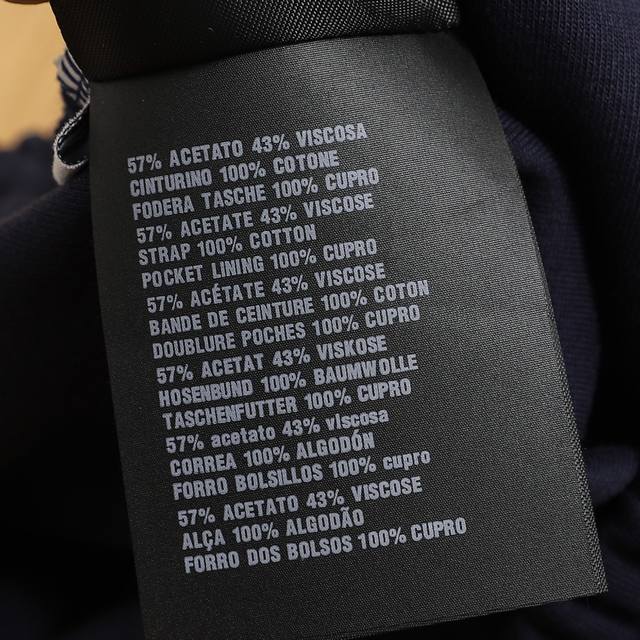 57% ACETATO 43% VISCOSA
CINTURINO 100% COTONE
FODERA TASCHE 100% CUPRO
57% ACETATE 43% VISCOSE
STRAP 100% COTTON
POCKET LINING 100% CUPRO
57% ACÉTATE 43% VISCOSE
BANDE DE CEINTURE 100% COTON
DOUBLURE POCHES 100% CUPRO
57% ACETAT 43% VISKOSE
HOSENBUND 100% BAUMWOLLE
TASCHENFUTTER 100% CUPRO
57% acetato 43% viscosa
CORREA 100% ALGODÓN
FORRO BOLSILLOS 100% cupro
57% ACETATO 43% VISCOSE
ALÇA 100% ALGODÃO
FORRO DOS BOLSOS 100% CUPRO